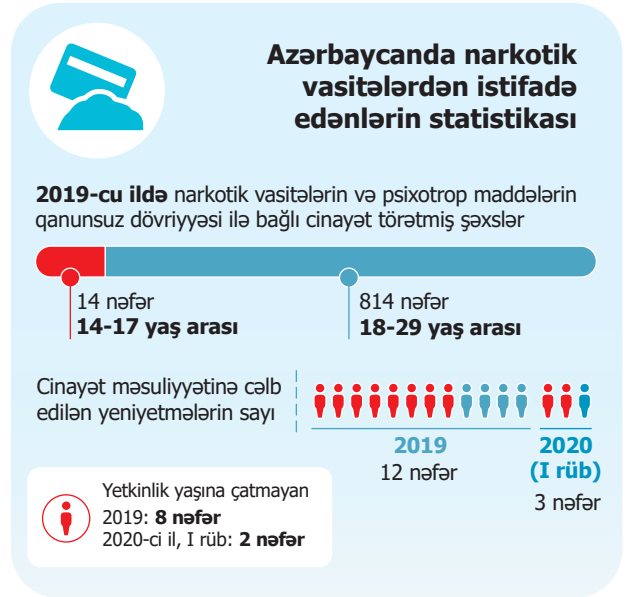 Azərbaycanda narkotik
vasitələrdən istifadə
edənlərin statistikası
2019-cu ildə narkotik vasitələrin və psixotrop maddələrin
qanunsuz dövriyyəsi ilə bağlı cinayət törətmiş şəxslər
14 nəfər
14-17 yaş arası
814 nəfər
18-29 yaş arası
Cinayət məsuliyyətinə cəlb
edilən yeniyetmələrin sayı
2019
12 nəfər
2020
(I rüb)
3 nəfər
Yetkinlik yaşına çatmayan
2019: 8 nəfər
2020-ci il, I rüb: 2 nəfər